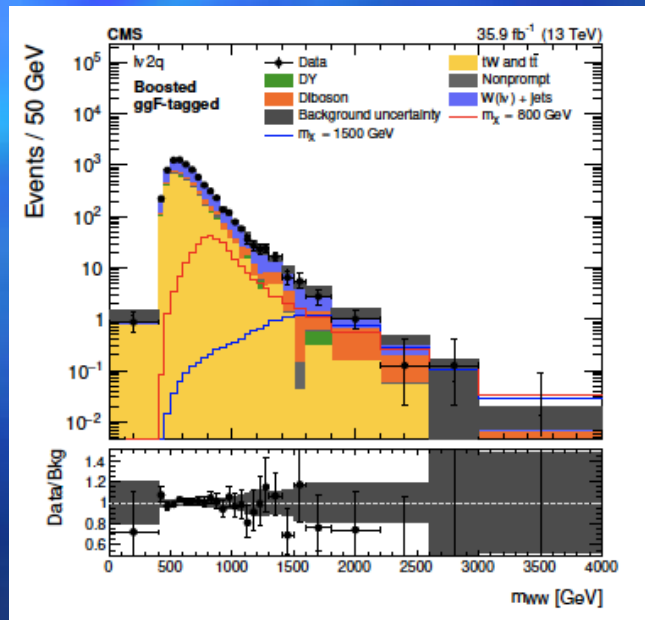 CMS 35.9 fb⁻¹ (13 TeV)
lν2q
Boosted
ggF-tagged
Data
DY
Diboson
Background uncertainty
mχ = 1500 GeV
tW and tt̄
Nonprompt
W(lν) + jets
mχ = 800 GeV
Events / 50 GeV
10⁵
10⁴
10³
10²
10
1
10⁻¹
10⁻²
Data/Bkg
1.4
1.2
1
0.8
0.6
0 500 1000 1500 2000 2500 3000 3500 4000
mWW [GeV]